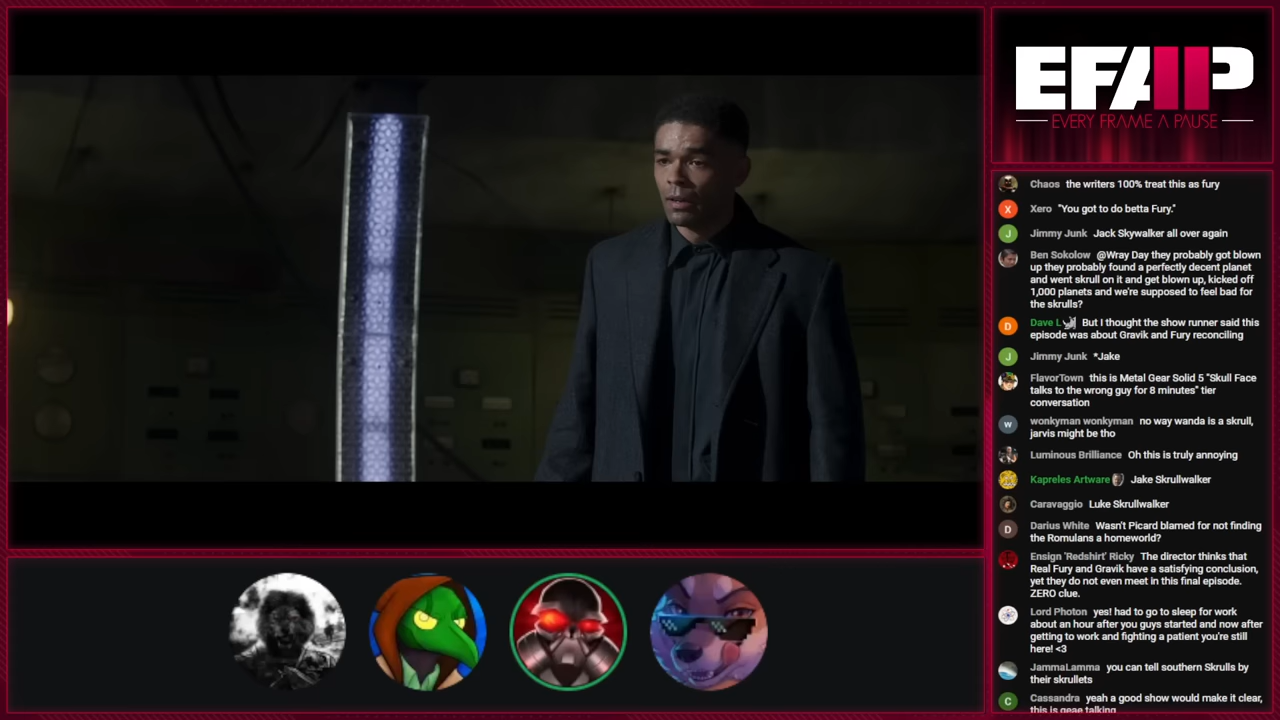 EFAP
EVERY FRAME A PAUSE
Chaos the writers 100% treat this as fury
X
Xero "You got to do betta Fury."
J
Jimmy Junk Jack Skywalker all over again
Ben Sokolow @Wray Day they probably got blown
up they probably found a perfectly decent planet
and went skrull on it and get blown up, kicked off
1,000 planets and we're supposed to feel bad for
the skrulls?
D
Dave L But I thought the show runner said this
episode was about Gravik and Fury reconciling
J
Jimmy Junk *Jake
FlavorTown this is Metal Gear Solid 5 "Skull Face
talks to the wrong guy for 8 minutes" tier
conversation
w
wonkyman wonkyman no way wanda is a skrull,
jarvis might be tho
Luminous Brilliance Oh this is truly annoying
Kapreles Artware Jake Skrullwalker
Caravaggio Luke Skrullwalker
D
Darius White Wasn't Picard blamed for not finding
the Romulans a homeworld?
Ensign 'Redshirt' Ricky The director thinks that
Real Fury and Gravik have a satisfying conclusion,
yet they do not even meet in this final episode.
ZERO clue.
Lord Photon yes! had to go to sleep for work
about an hour after you guys started and now after
getting to work and fighting a patient you're still
here! <3
JammaLamma you can tell southern Skrulls by
their skrullets
C
Cassandra yeah a good show would make it clear,
this is geae talking